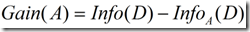 Gain(A) = Info(D) − Info_A(D)